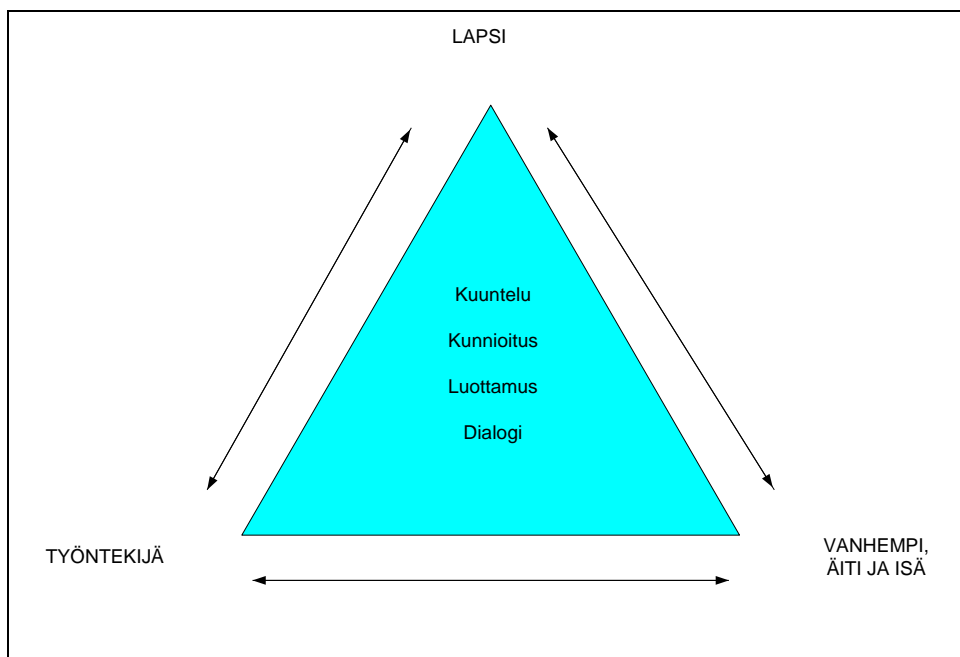 LAPSI
Kuuntelu
Kunnioitus
Luottamus
Dialogi
TYÖNTEKIJÄ
VANHEMPI,
ÄITI JA ISÄ